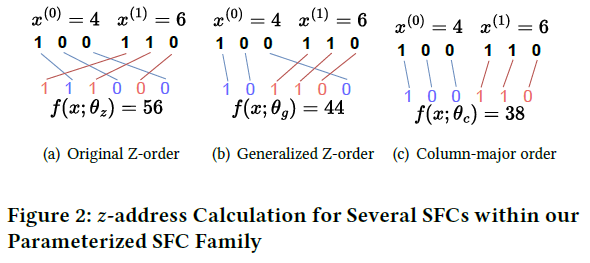 x^(0) = 4 x^(1) = 6 x^(0) = 4 x^(1) = 6 x^(0) = 4 x^(1) = 6
1 0 0 1 1 0 1 0 0 1 1 0 1 0 0 1 1 0
1 1 1 0 0 0 1 0 1 1 0 0 1 0 0 1 1 0
f(x; θ_z) = 56 f(x; θ_g) = 44 f(x; θ_c) = 38
(a) Original Z-order (b) Generalized Z-order (c) Column-major order
Figure 2: z-address Calculation for Several SFCs within our
Parameterized SFC Family